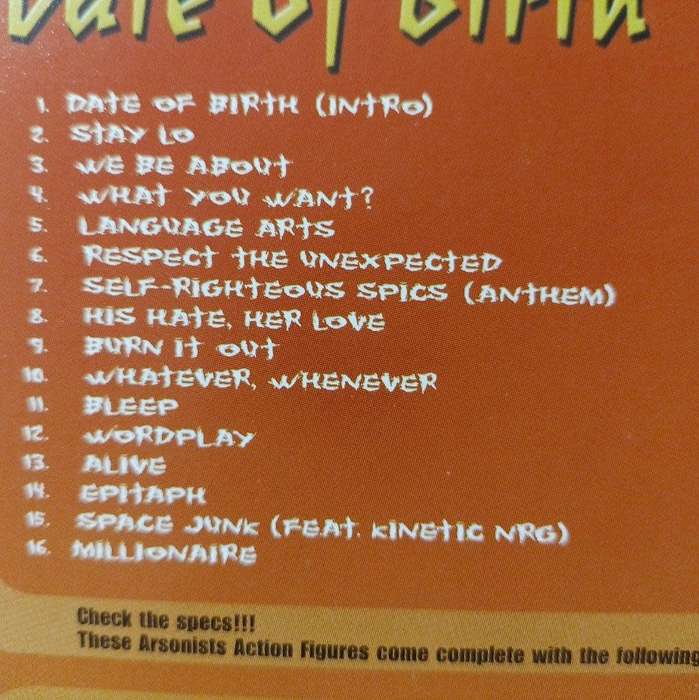 Date of Birth
1. DATE OF BIRTH (INTRO)
2. STAY LO
3. WE BE ABOUT
4. WHAT YOU WANT?
5. LANGUAGE ARTS
6. RESPECT THE UNEXPECTED
7. SELF-RIGHTEOUS SPICS (ANTHEM)
8. HIS HATE, HER LOVE
9. BURN IT OUT
10. WHATEVER, WHENEVER
11. BLEEP
12. WORDPLAY
13. ALIVE
14. EPITAPH
15. SPACE JUNK (FEAT. KINETIC NRG)
16. MILLIONAIRE
Check the specs!!!
These Arsonists Action Figures come complete with the following